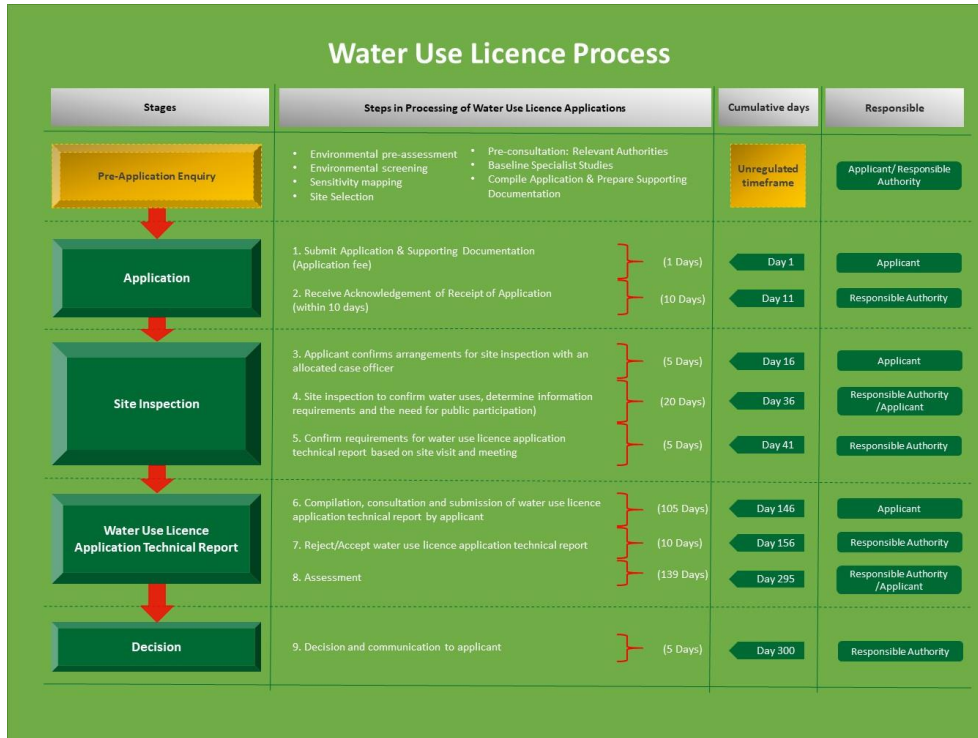 Water Use Licence Process
Stages
Steps in Processing of Water Use Licence Applications
Cumulative days
Responsible
Pre-Application Enquiry
• Environmental pre-assessment
• Environmental screening
• Sensitivity mapping
• Site Selection
• Pre-consultation: Relevant Authorities
• Baseline Specialist Studies
• Compile Application & Prepare Supporting
Documentation
Unregulated
timeframe
Applicant/ Responsible
Authority
Application
1. Submit Application & Supporting Documentation
(Application fee)
(1 Days)
Day 1
Applicant
2. Receive Acknowledgement of Receipt of Application
(within 10 days)
(10 Days)
Day 11
Responsible Authority
Site Inspection
3. Applicant confirms arrangements for site inspection with an
allocated case officer
(5 Days)
Day 16
Applicant
4. Site inspection to confirm water uses, determine information
requirements and the need for public participation)
(20 Days)
Day 36
Responsible Authority
/Applicant
5. Confirm requirements for water use licence application
technical report based on site visit and meeting
(5 Days)
Day 41
Responsible Authority
Water Use Licence
Application Technical Report
6. Compilation, consultation and submission of water use licence
application technical report by applicant
(105 Days)
Day 146
Applicant
7. Reject/Accept water use licence application technical report
(10 Days)
Day 156
Responsible Authority
8. Assessment
(139 Days)
Day 295
Responsible Authority
/Applicant
Decision
9. Decision and communication to applicant
(5 Days)
Day 300
Responsible Authority